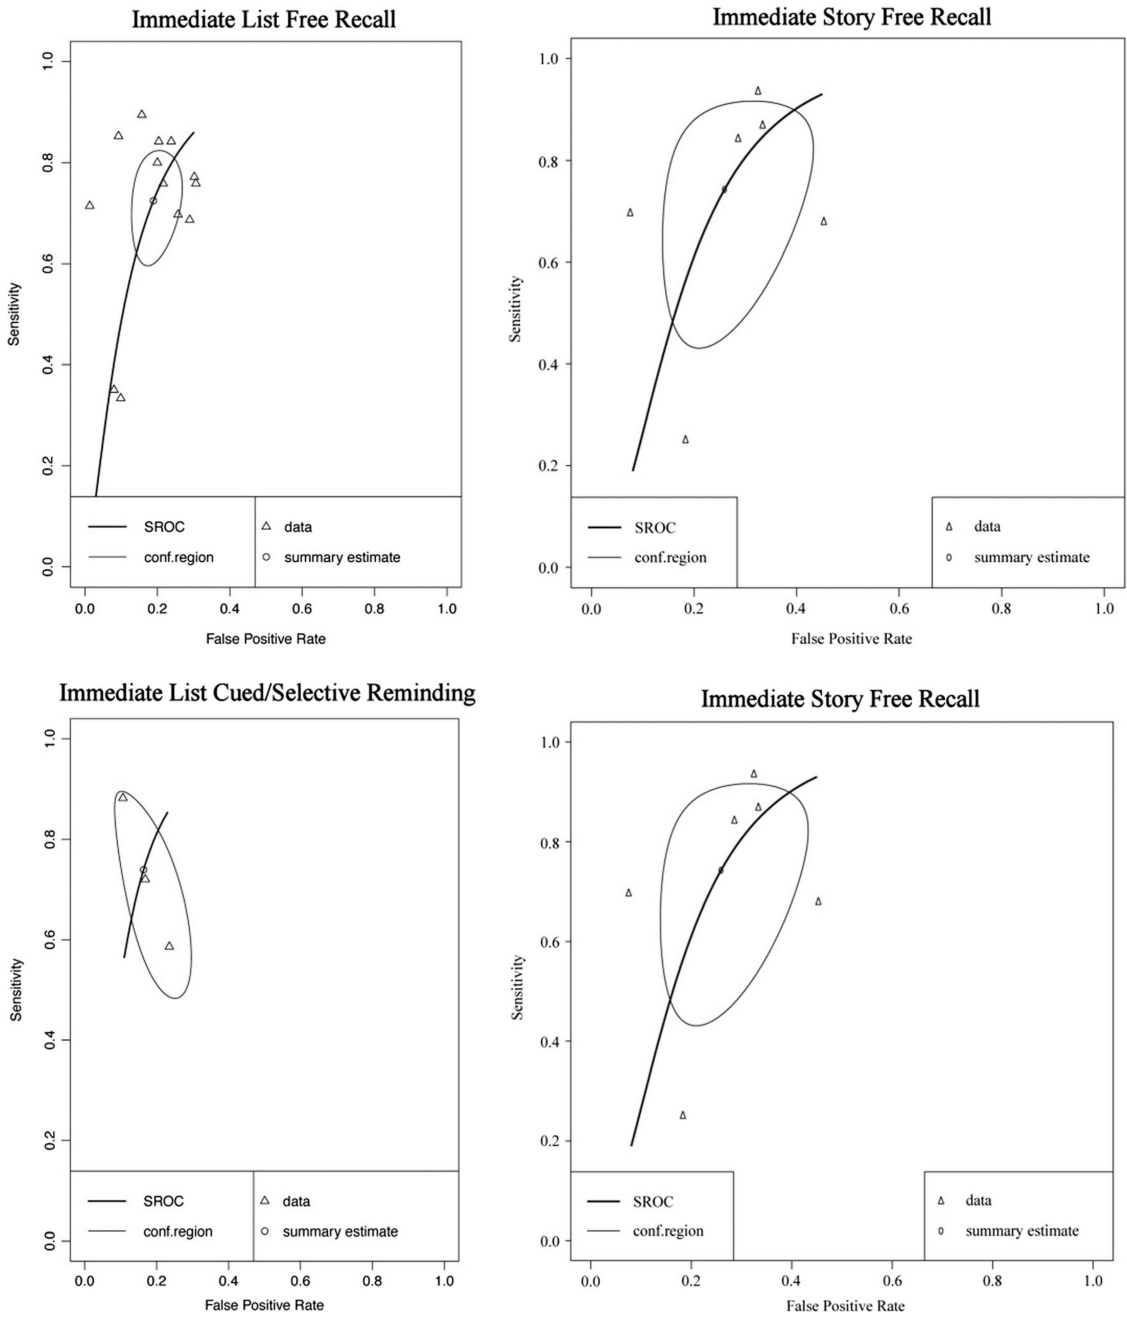 Immediate List Free Recall
1.0
0.8
0.6
0.4
0.2
0.0
Sensitivity
SROC
conf.region
data
summary estimate
0.0 0.2 0.4 0.6 0.8 1.0
False Positive Rate
Immediate Story Free Recall
1.0
0.8
0.6
0.4
0.2
0.0
Sensitivity
SROC
conf.region
data
summary estimate
0.0 0.2 0.4 0.6 0.8 1.0
False Positive Rate
Immediate List Cued/Selective Reminding
1.0
0.8
0.6
0.4
0.2
0.0
Sensitivity
SROC
conf.region
data
summary estimate
0.0 0.2 0.4 0.6 0.8 1.0
False Positive Rate
Immediate Story Free Recall
1.0
0.8
0.6
0.4
0.2
0.0
Sensitivity
SROC
conf.region
data
summary estimate
0.0 0.2 0.4 0.6 0.8 1.0
False Positive Rate